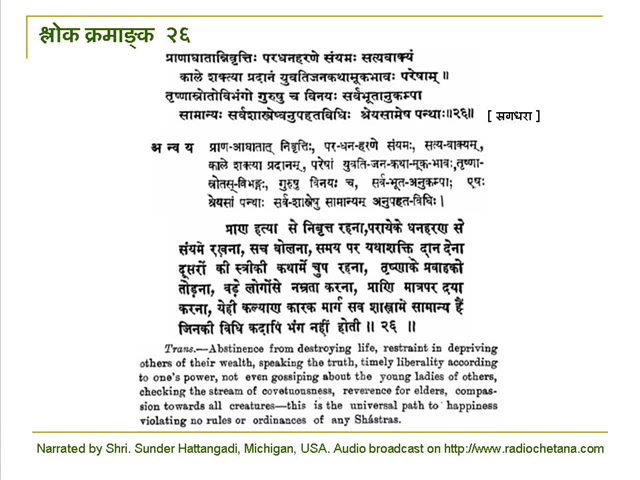 श्लोक क्रमाङ्क २६
प्राणाघातान्निवृत्तिः परधनहरणे संयमः सत्यवाक्यं
काले शक्त्या प्रदानं युवतिजनकथामूकभावः परेषाम् ॥
तृष्णास्रोतोविभंगो गुरुषु च विनयः सर्वभूतानुकम्पा
सामान्यः सर्वशास्त्रेष्वनुपहतविधिः श्रेयसामेष पन्थाः॥२६॥ [ स्रगधरा ]
अन्वय प्राण-आघातात् निवृत्तिः, पर-धन-हरणे संयमः, सत्य-वाक्यम्,
काले शक्त्या प्रदानम्, परेषां युवति-जन-कथा-मूक-भावः,तृष्णा-
स्रोतस्-विभङ्गः, गुरुषु विनयः च, सर्व-भूत-अनुकम्पा; एषः
श्रेयसां पन्थाः सर्व-शास्त्रेषु सामान्यम् अनुपहत-विधिः।
प्राण हत्या से निवृत्त रहना,परायेके धनहरण से
संयम रखना, सच बोलना, समय पर यथाशक्ति दान देना
दूसरों की स्त्रीकी कथामें चुप रहना, तृष्णाके प्रवाहको
तोड़ना, बड़े लोगोंसे नम्रता करना, प्राणि मात्रपर दया
करना, येही कल्याण कारक मार्ग सब शास्त्रोमे सामान्य हैं
जिनकी विधि कदापि भंग नहीं होती ॥ २६ ॥
Trans.—Abstinence from destroying life, restraint in depriving
others of their wealth, speaking the truth, timely liberality according
to one's power, not even gossiping about the young ladies of others,
checking the stream of covetuousness, reverence for elders, compas-
sion towards all creatures—this is the universal path to happiness
violating no rules or ordinances of any Shástras.
Narrated by Shri. Sunder Hattangadi, Michigan, USA. Audio broadcast on http://www.radiochetana.com